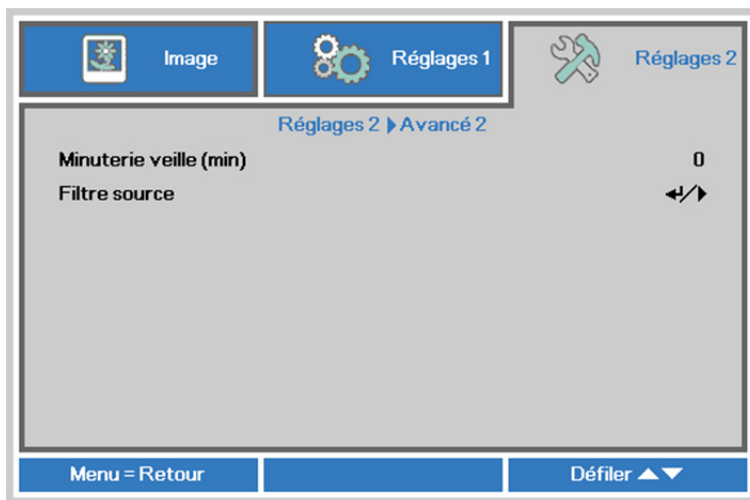 Image
Réglages 1
Réglages 2
Réglages 2 ▶ Avancé 2
Minuterie veille (min) 0
Filtre source ↵/▶
Menu = Retour
Défiler ▲▼